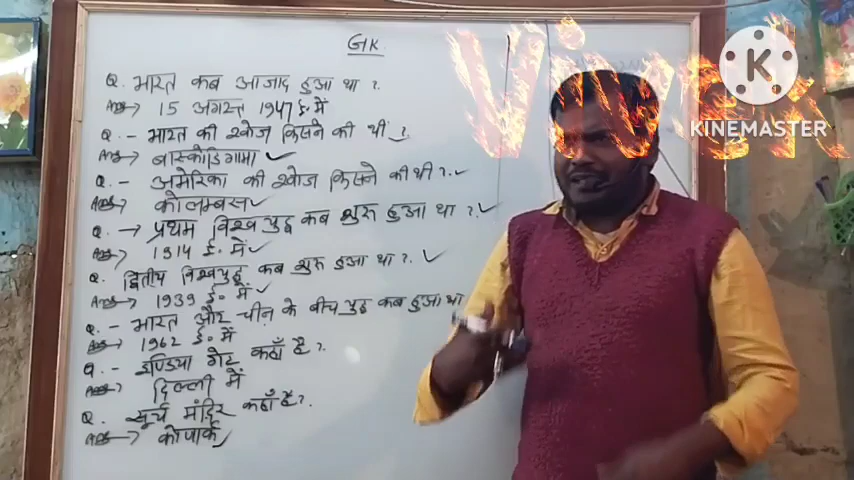 GK
Q. भारत कब आजाद हुआ था ?
Ans→ 15 अगस्त 1947 ई० में
Q. - भारत की खोज किसने की थी ?
Ans→ बास्कोडिगामा
Q. - अमेरिका की खोज किसने की थी ?
Ans→ कोलम्बस
Q. → प्रथम विश्व युद्ध कब शुरू हुआ था ?
Ans→ 1914 ई० में
Q. द्वितीय विश्व युद्ध कब शुरू हुआ था ?
Ans→ 1939 ई० में
Q. - भारत और चीन के बीच युद्ध कब हुआ था
Ans→ 1962 ई० में
Q. - इण्डिया गेट कहाँ है ?
Ans→ दिल्ली में
Q. सूर्य मंदिर कहाँ है ?
Ans→ कोणार्क
KINEMASTER